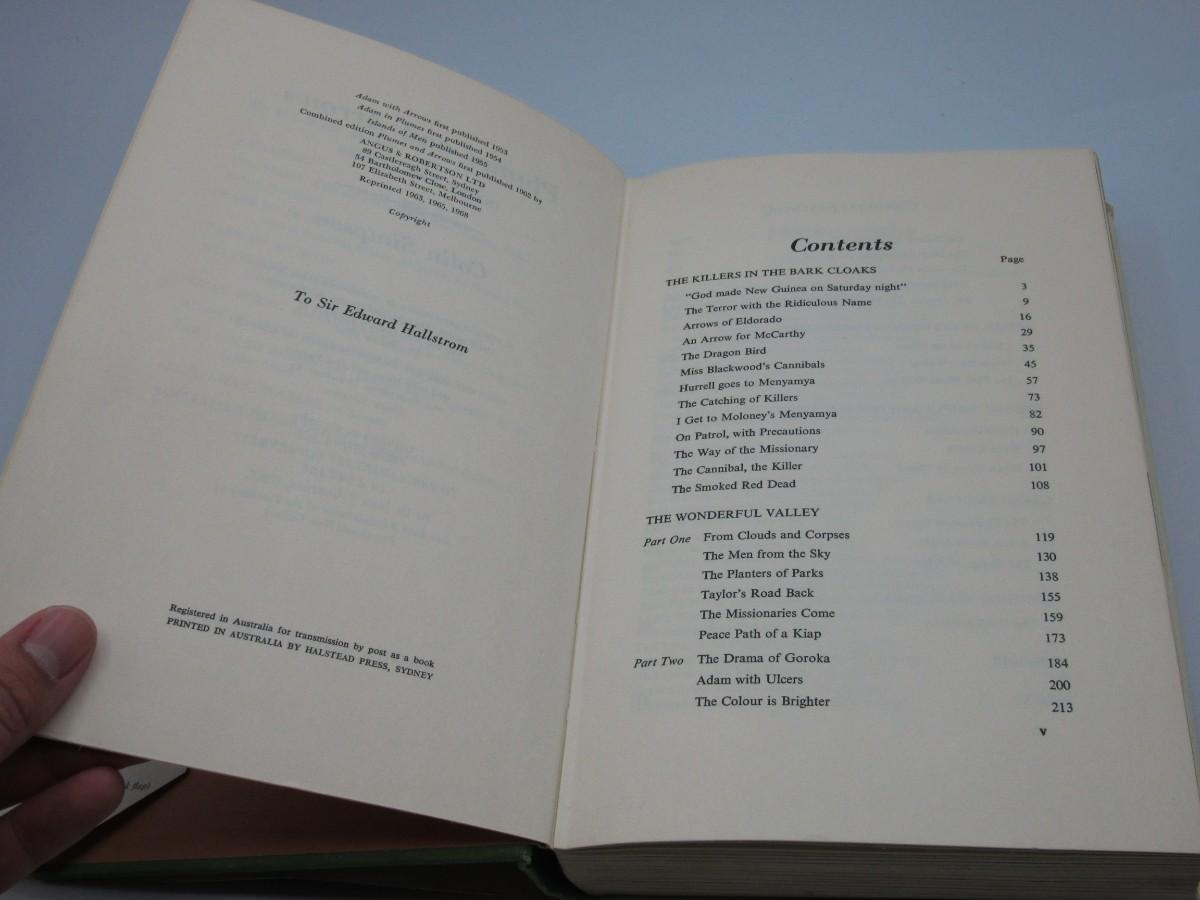 Adam with Arrows first published 1953
Adam in Plumes first published 1954
Islands of Men published 1955
Combined edition Plumes and Arrows first published 1962 by
ANGUS & ROBERTSON LTD
89 Castlereagh Street, Sydney
54 Bartholomew Close, London
107 Elizabeth Street, Melbourne
Reprinted 1963, 1965, 1968
Copyright
To Sir Edward Hallstrom
Registered in Australia for transmission by post as a book
PRINTED IN AUSTRALIA BY HALSTEAD PRESS, SYDNEY
Contents
Page
THE KILLERS IN THE BARK CLOAKS
"God made New Guinea on Saturday night" 3
The Terror with the Ridiculous Name 9
Arrows of Eldorado 16
An Arrow for McCarthy 29
The Dragon Bird 35
Miss Blackwood's Cannibals 45
Hurrell goes to Menyamya 57
The Catching of Killers 73
I Get to Moloney's Menyamya 82
On Patrol, with Precautions 90
The Way of the Missionary 97
The Cannibal, the Killer 101
The Smoked Red Dead 108
THE WONDERFUL VALLEY
Part One From Clouds and Corpses 119
The Men from the Sky 130
The Planters of Parks 138
Taylor's Road Back 155
The Missionaries Come 159
Peace Path of a Kiap 173
Part Two The Drama of Goroka 184
Adam with Ulcers 200
The Colour is Brighter 213
v